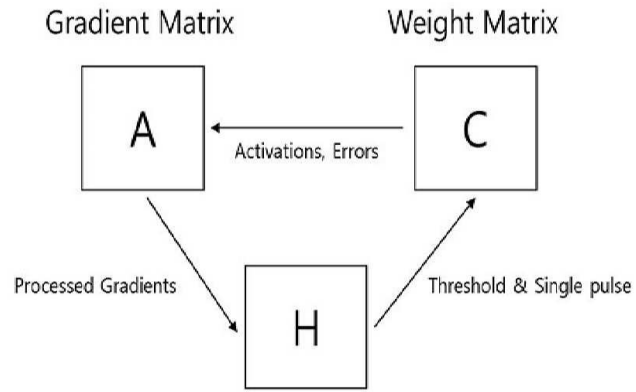 Gradient Matrix
Weight Matrix
A
C
Activations, Errors
Processed Gradients
Threshold & Single pulse
H